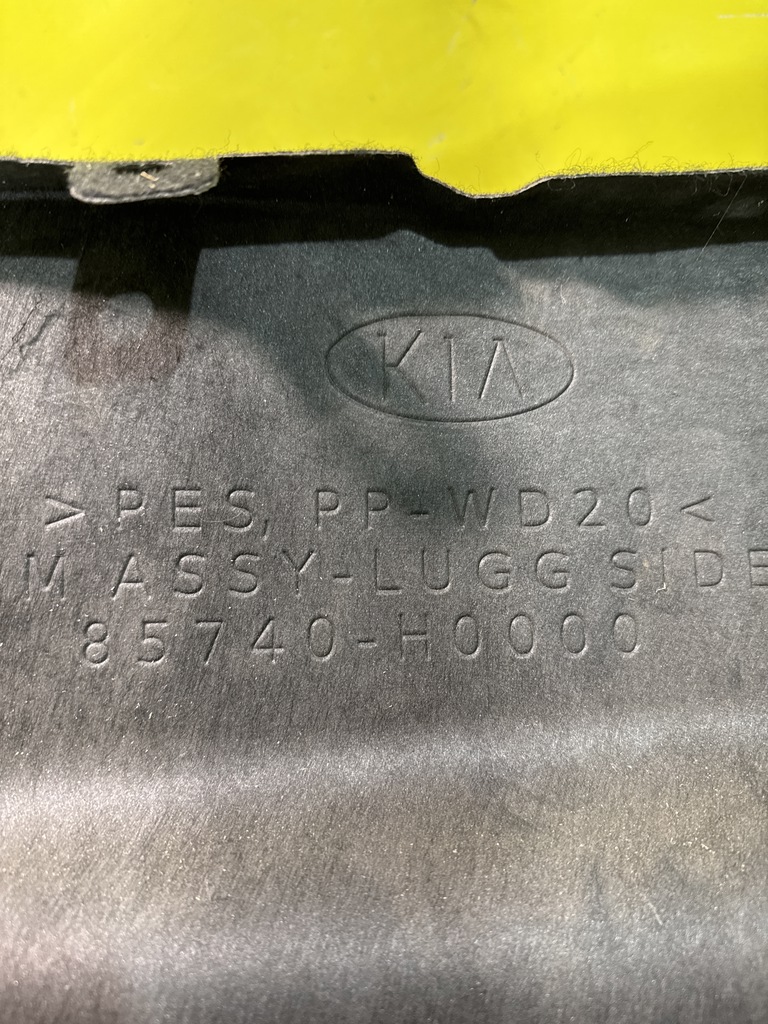 KIA
>PES, PP-WD20<
M ASSY-LUGG SIDE
85740-H0000